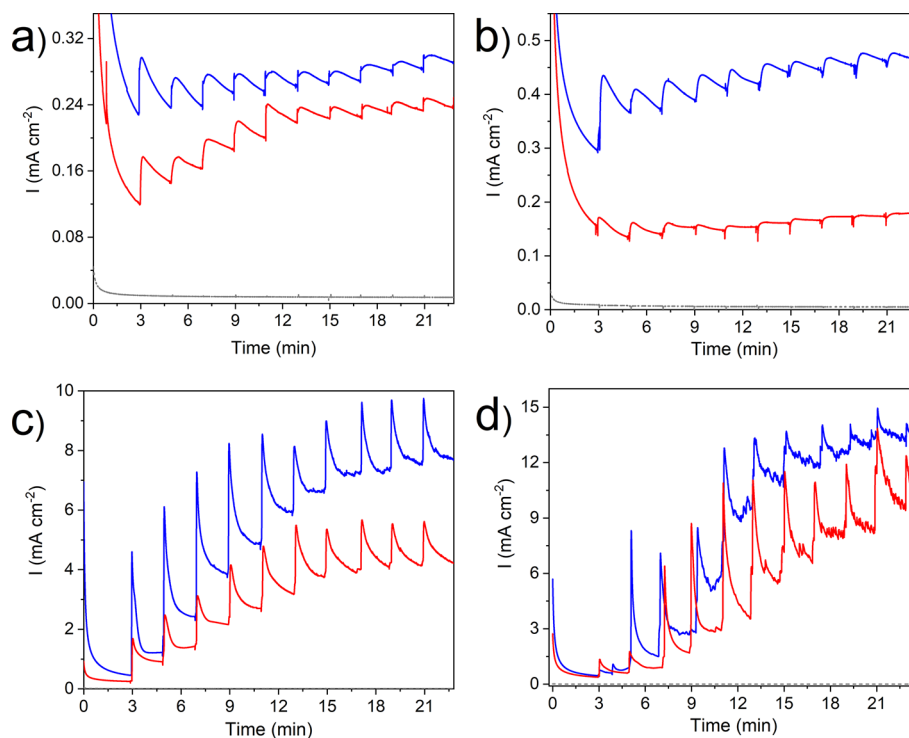 a)
I (mA cm-2)
0.00
0.08
0.16
0.24
0.32
0 3 6 9 12 15 18 21
Time (min)
b)
I (mA cm-2)
0.0
0.1
0.2
0.3
0.4
0.5
0 3 6 9 12 15 18 21
Time (min)
c)
I (mA cm-2)
0
2
4
6
8
10
0 3 6 9 12 15 18 21
Time (min)
d)
I (mA cm-2)
0
3
6
9
12
15
0 3 6 9 12 15 18 21
Time (min)